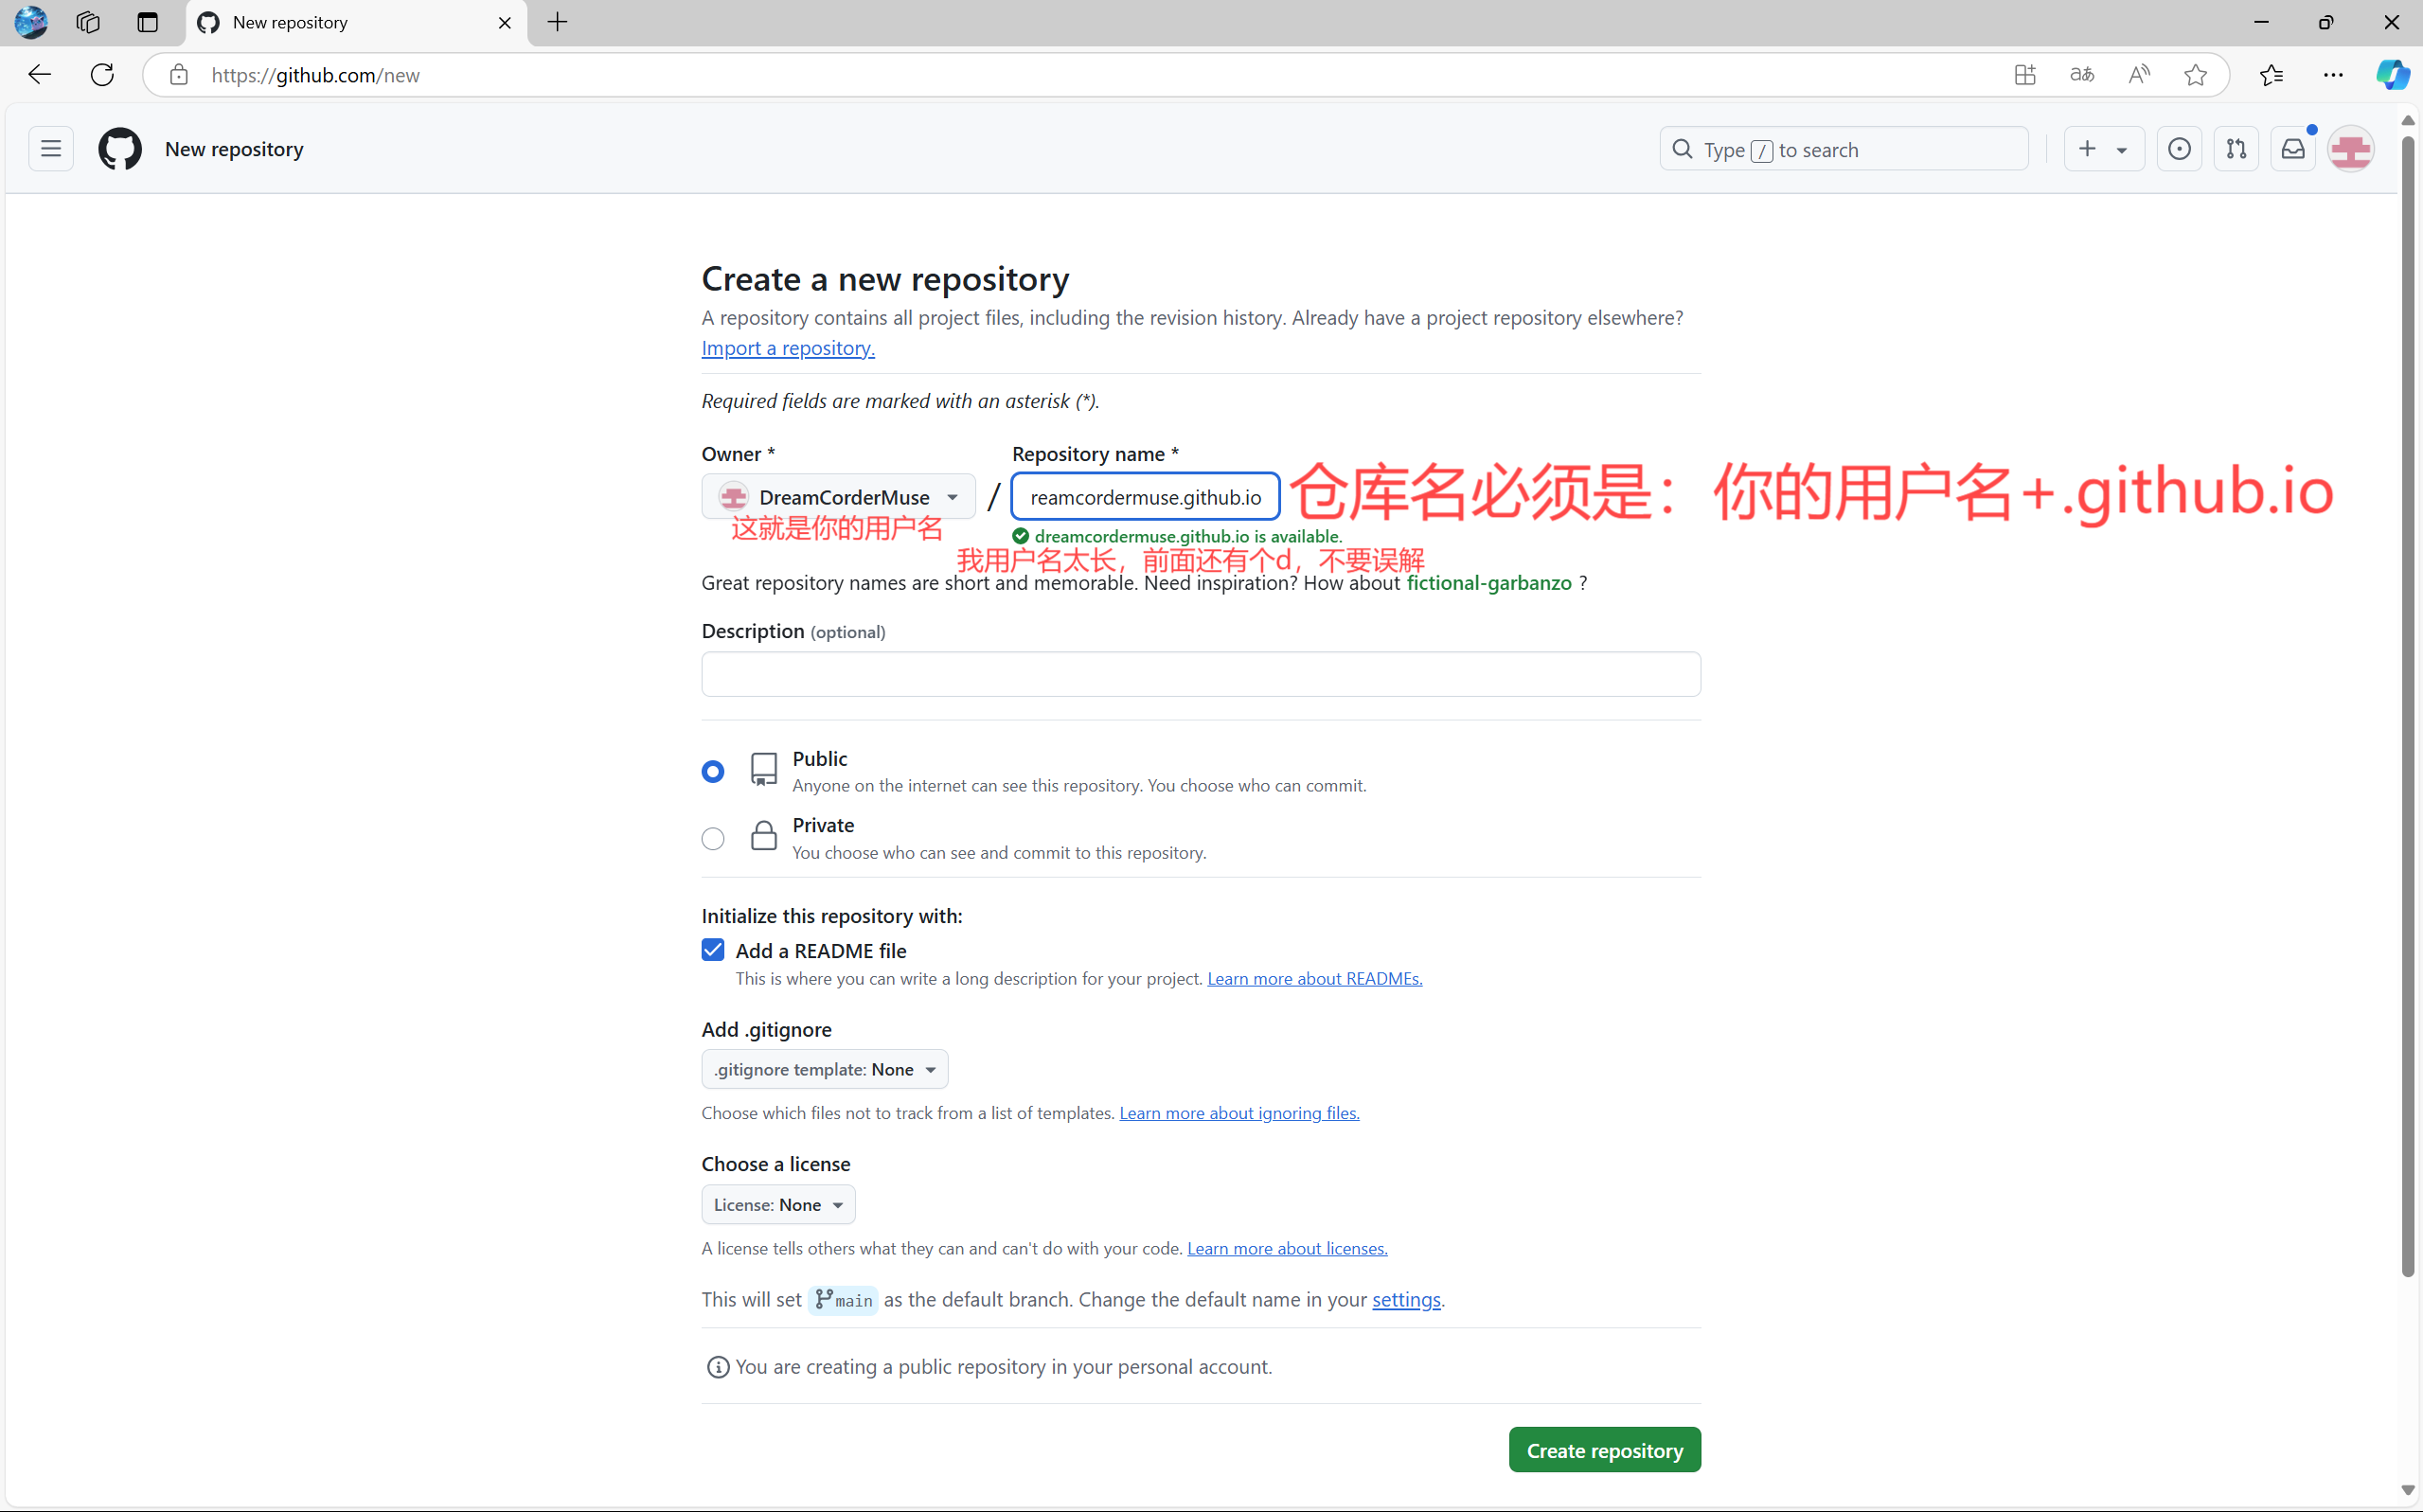 New repository
https://github.com/new
New repository
Type / to search
Create a new repository
A repository contains all project files, including the revision history. Already have a project repository elsewhere?
Import a repository.
Required fields are marked with an asterisk (*).
Owner *
Repository name *
DreamCorderMuse
/
reamcordermuse.github.io
仓库名必须是：你的用户名+.github.io
这就是你的用户名
dreamcordermuse.github.io is available.
我用户名太长，前面还有个d，不要误解
Great repository names are short and memorable. Need inspiration? How about fictional-garbanzo ?
Description (optional)
Public
Anyone on the internet can see this repository. You choose who can commit.
Private
You choose who can see and commit to this repository.
Initialize this repository with:
Add a README file
This is where you can write a long description for your project. Learn more about READMEs.
Add .gitignore
.gitignore template: None
Choose which files not to track from a list of templates. Learn more about ignoring files.
Choose a license
License: None
A license tells others what they can and can't do with your code. Learn more about licenses.
This will set main as the default branch. Change the default name in your settings.
You are creating a public repository in your personal account.
Create repository